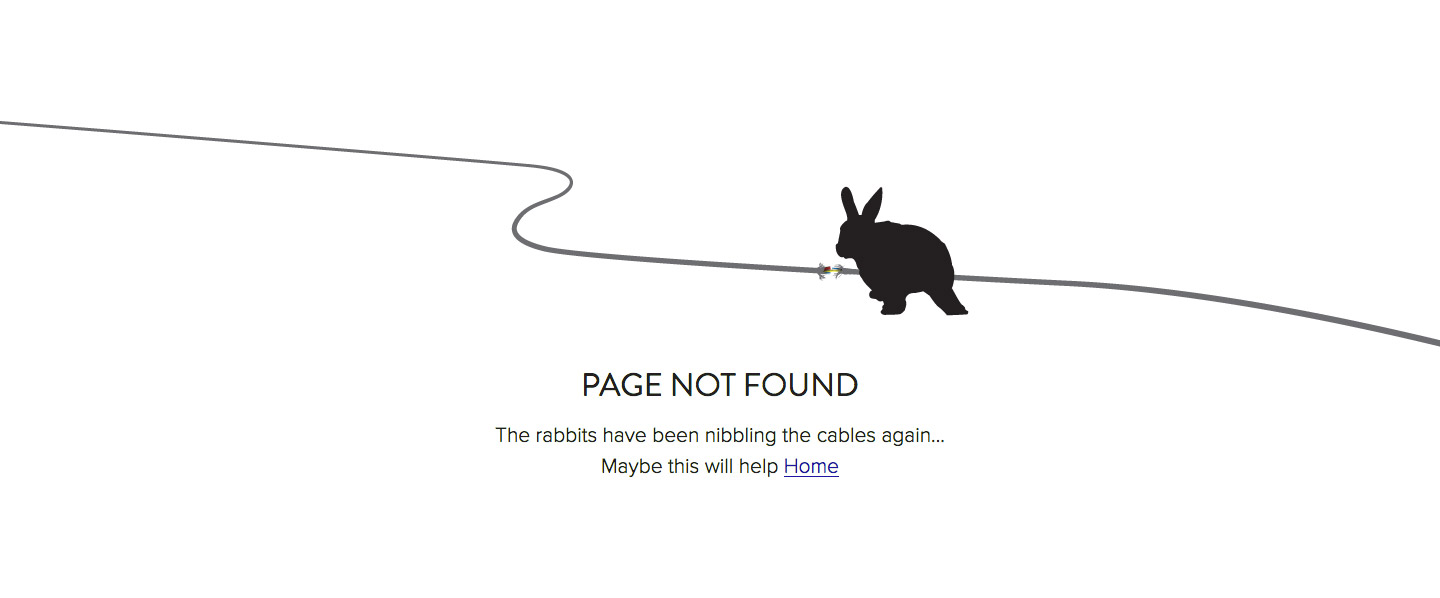 PAGE NOT FOUND
The rabbits have been nibbling the cables again...
Maybe this will help Home